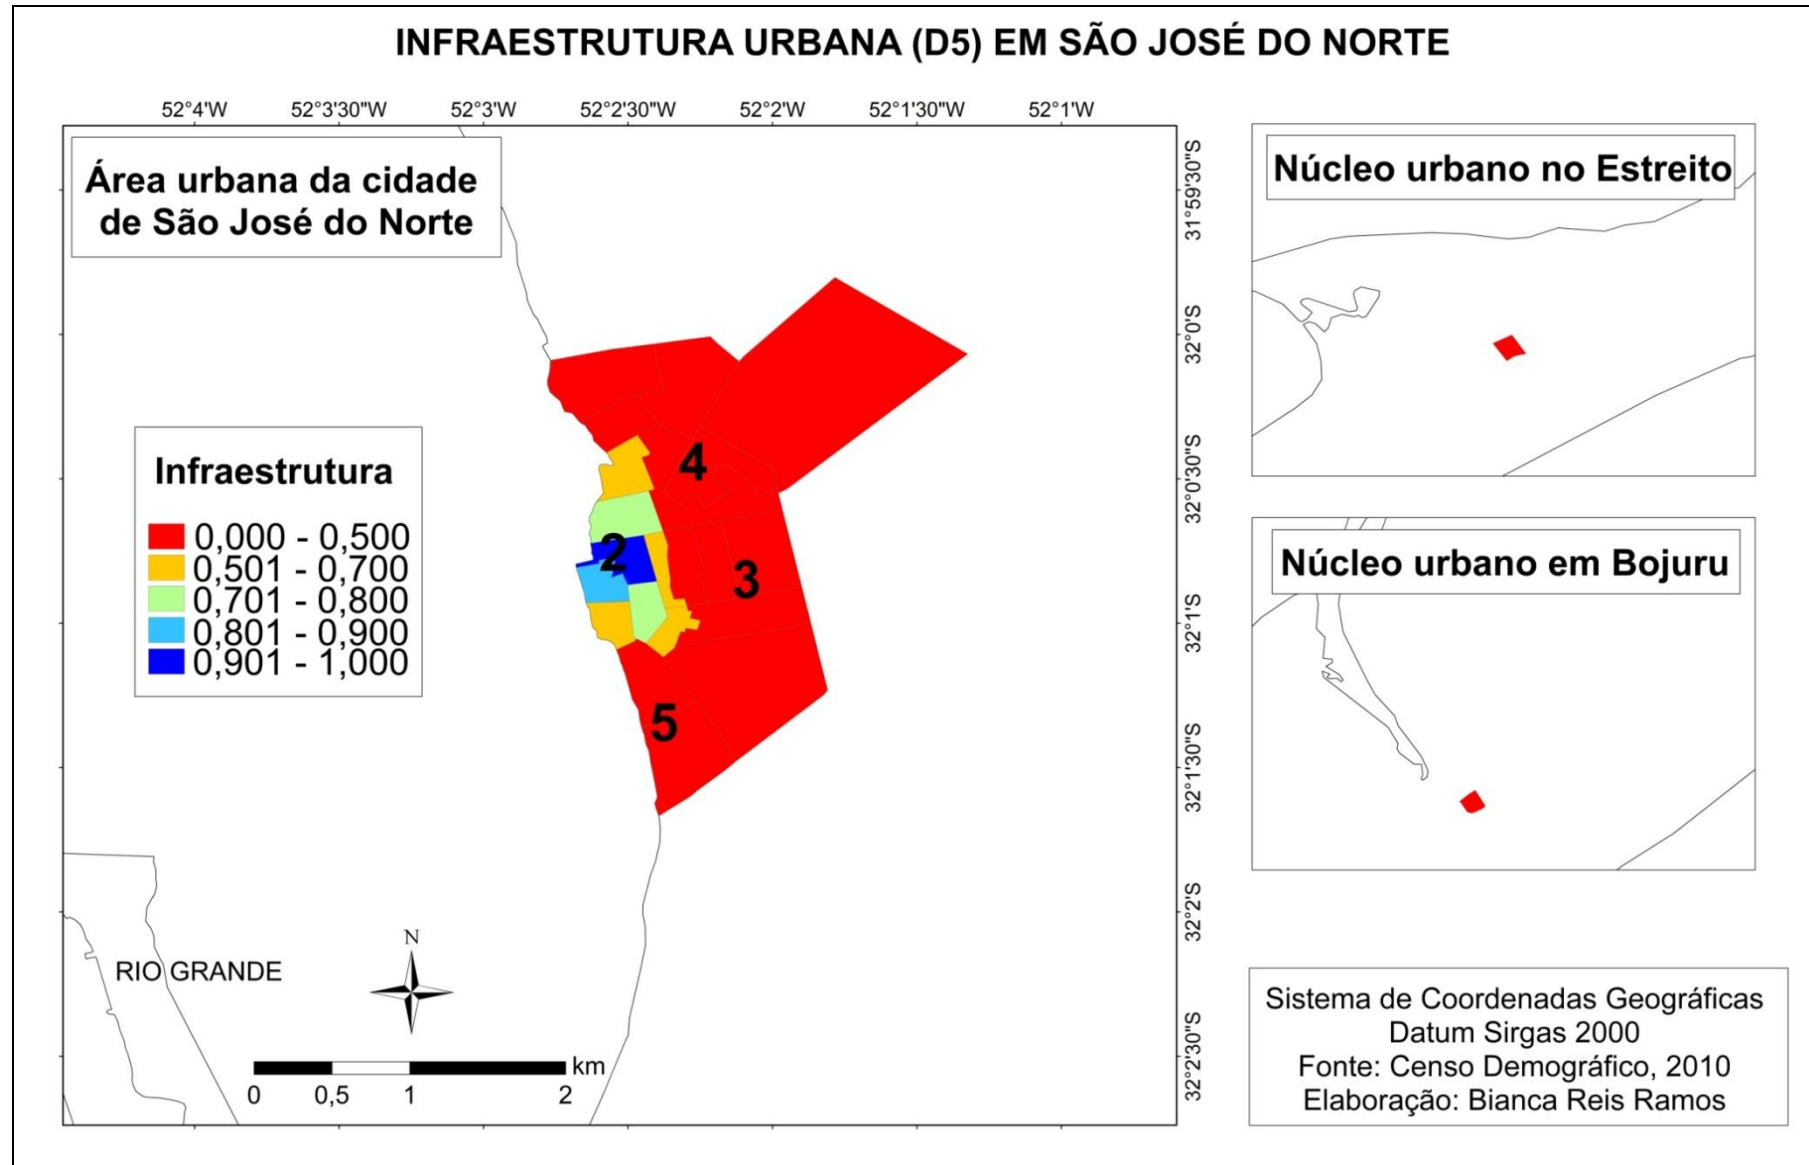 INFRAESTRUTURA URBANA (D5) EM SÃO JOSÉ DO NORTE
52°4'W 52°3'30"W 52°3'W 52°2'30"W 52°2'W 52°1'30"W 52°1'W
Área urbana da cidade
de São José do Norte
31°59'30"S
32°0'S
32°0'30"S
32°1'S
32°1'30"S
32°2'S
32°2'30"S
Infraestrutura
0,000 - 0,500
0,501 - 0,700
0,701 - 0,800
0,801 - 0,900
0,901 - 1,000
4
2
3
5
RIO GRANDE
N
km
0 0,5 1 2
Núcleo urbano no Estreito
Núcleo urbano em Bojuru
Sistema de Coordenadas Geográficas
Datum Sirgas 2000
Fonte: Censo Demográfico, 2010
Elaboração: Bianca Reis Ramos